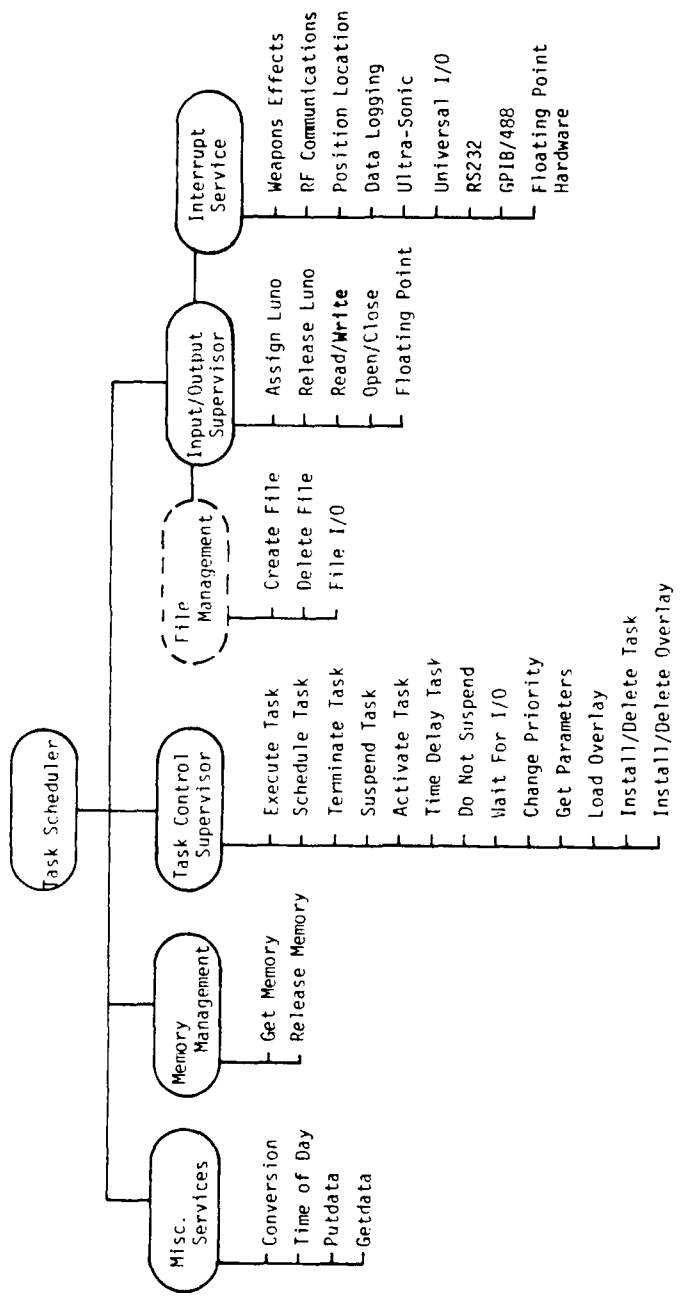 Task Scheduler
Misc.
Services
Conversion
Time of Day
Putdata
Getdata
Memory
Management
Get Memory
Release Memory
Task Control
Supervisor
Execute Task
Schedule Task
Terminate Task
Suspend Task
Activate Task
Time Delay Task
Do Not Suspend
Wait For I/O
Change Priority
Get Parameters
Load Overlay
Install/Delete Task
Install/Delete Overlay
File
Management
Create File
Delete File
File I/O
Input/Output
Supervisor
Assign Luno
Release Luno
Read/Write
Open/Close
Floating Point
Interrupt
Service
Weapons Effects
RF Communications
Position Location
Data Logging
Ultra-Sonic
Universal I/O
RS232
GPIB/488
Floating Point
Hardware